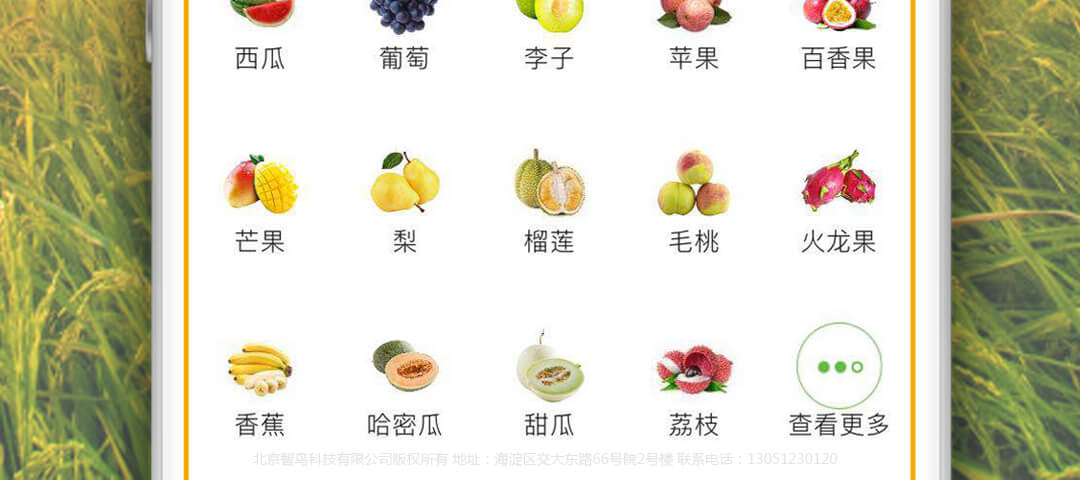 西瓜 葡萄 李子 苹果 百香果
芒果 梨 榴莲 毛桃 火龙果
香蕉 哈密瓜 甜瓜 荔枝 查看更多
北京智鸟科技有限公司版权所有 地址：海淀区交大东路66号院2号楼 联系电话：13051230120